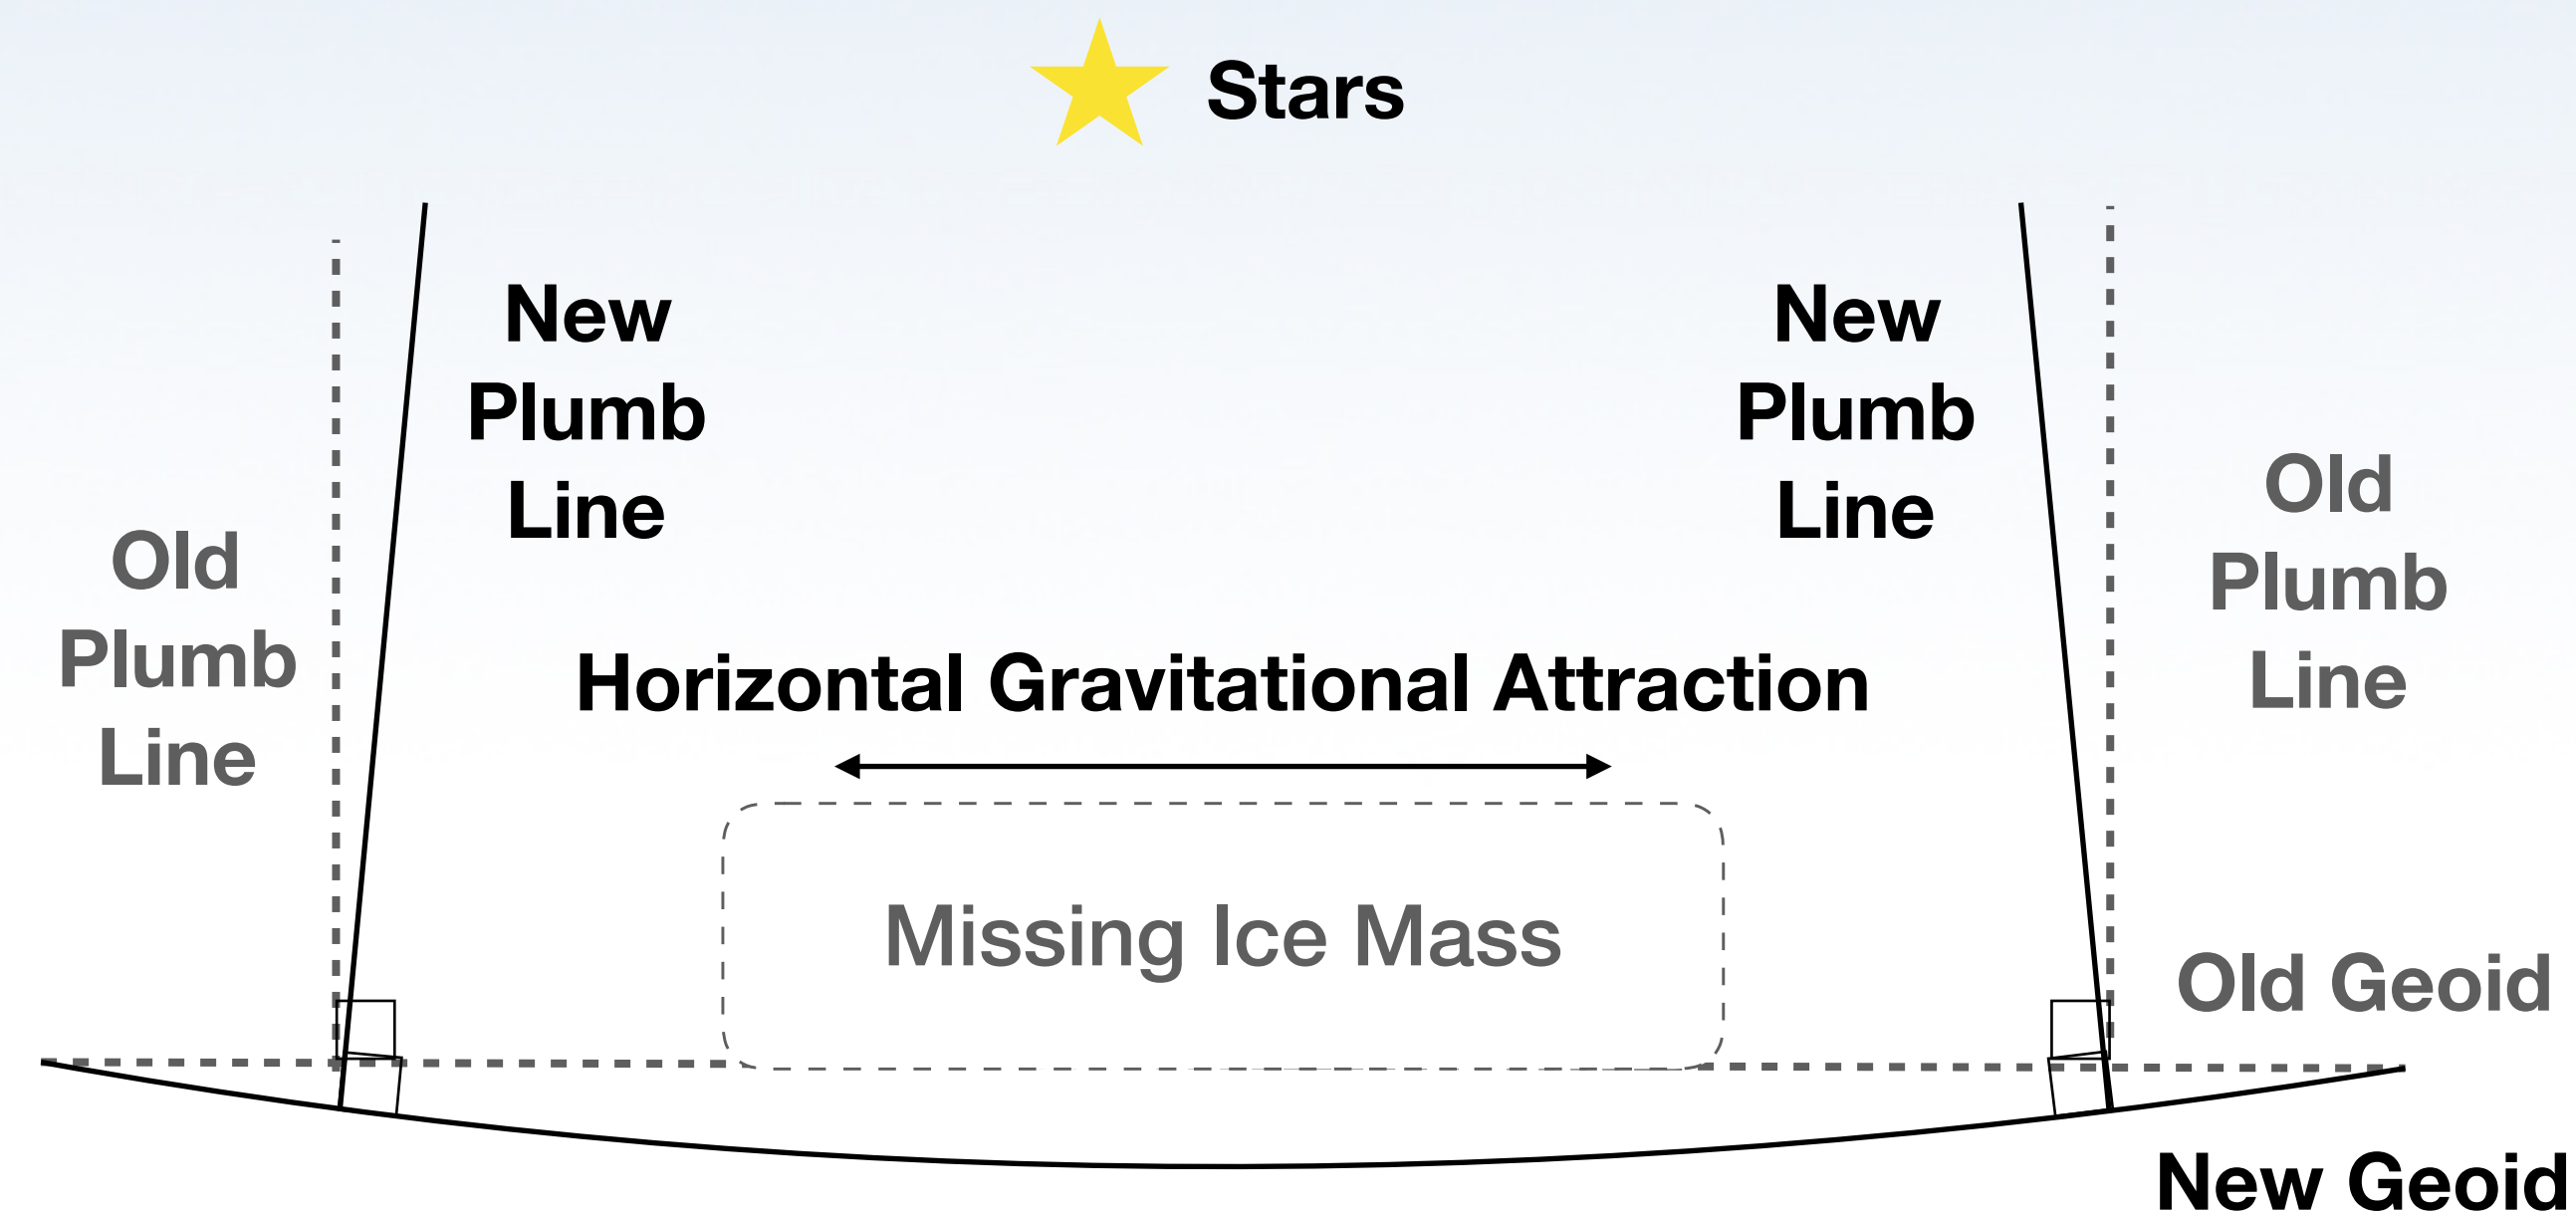 Stars
New
Plumb
Line
New
Plumb
Line
Old
Plumb
Line
Old
Plumb
Line
Horizontal Gravitational Attraction
Missing Ice Mass
Old Geoid
New Geoid